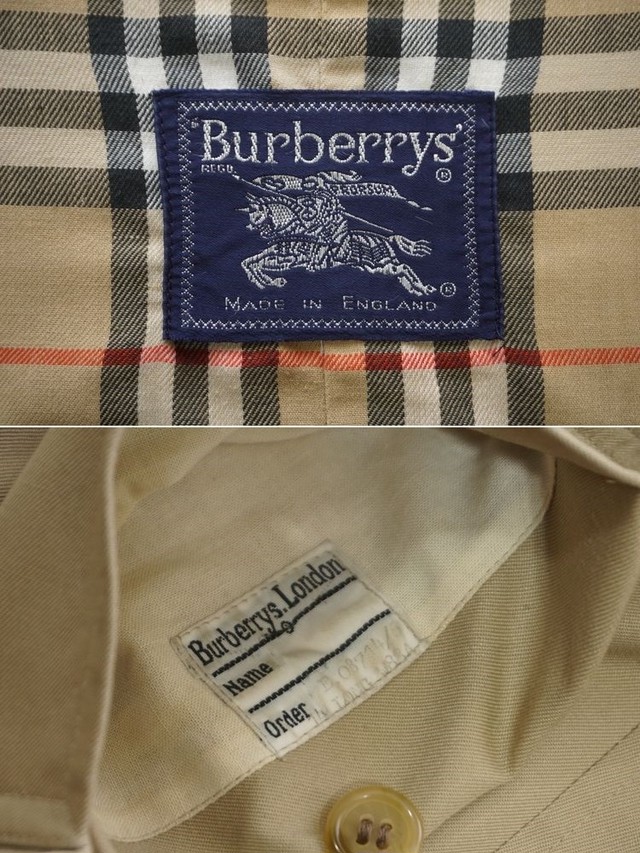 "Burberrys"
REGD.
®
PRORSUM
®
MADE IN ENGLAND
Burberrys. London
Name
Order